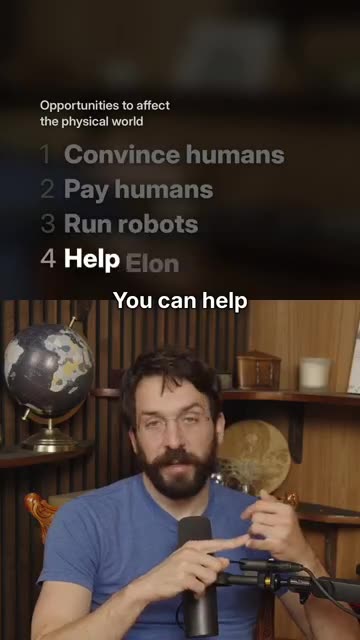 Opportunities to affect
the physical world
1 Convince humans
2 Pay humans
3 Run robots
4 Help Elon
You can help